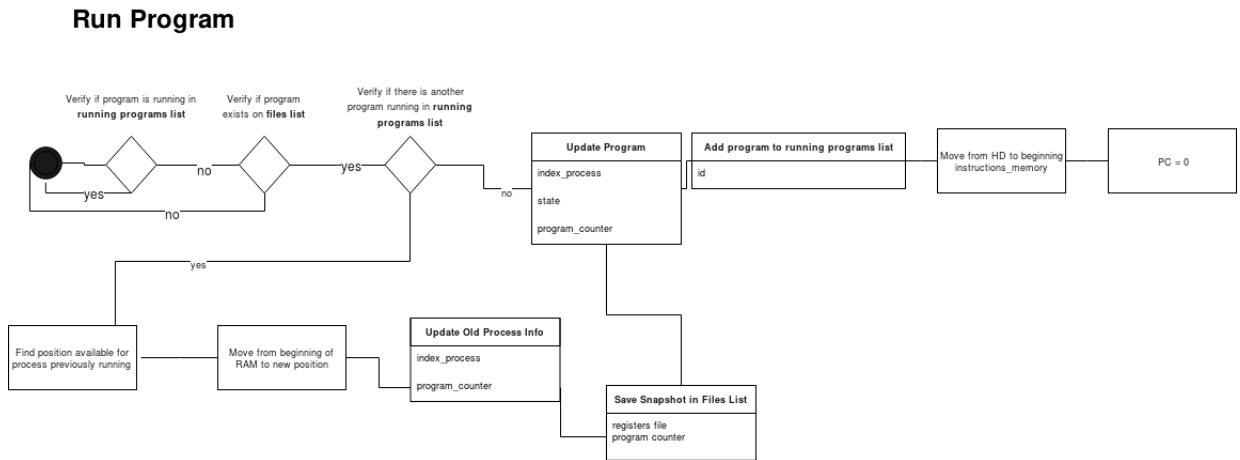 Run Program
Verify if program is running in
running programs list
Verify if program
exists on files list
Verify if there is another
program running in running
programs list
no
yes
no
yes
no
yes
Update Program
index_process
state
program_counter
Add program to running programs list
id
Move from HD to beginning
instructions_memory
PC = 0
Find position available for
process previously running
Move from beginning of
RAM to new position
Update Old Process Info
index_process
program_counter
Save Snapshot in Files List
registers file
program counter